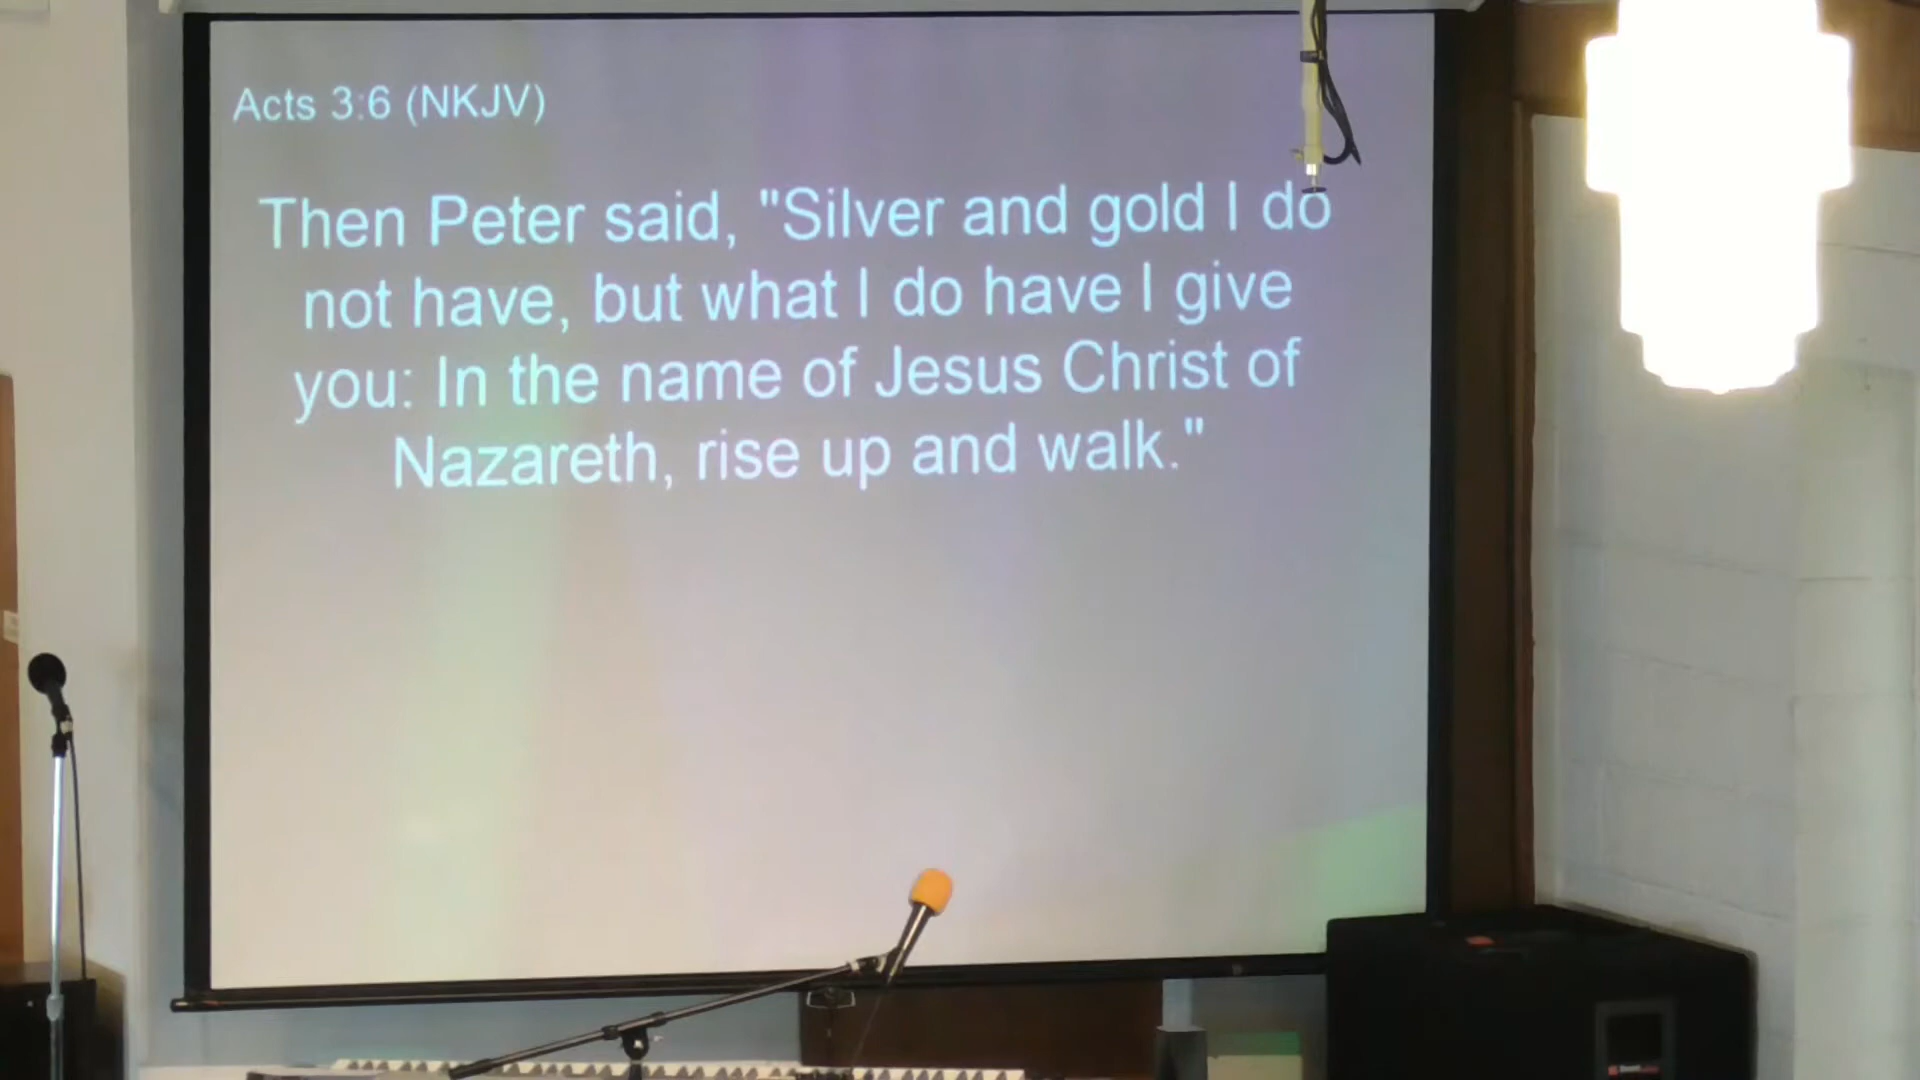 Acts 3:6 (NKJV)
Then Peter said, "Silver and gold I do
not have, but what I do have I give
you: In the name of Jesus Christ of
Nazareth, rise up and walk."